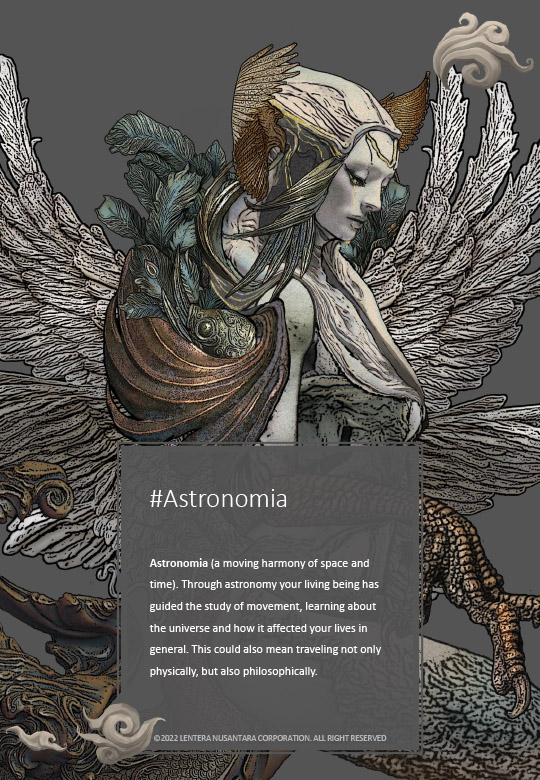 #Astronomia
Astronomia (a moving harmony of space and
time). Through astronomy your living being has
guided the study of movement, learning about
the universe and how it affected your lives in
general. This could also mean traveling not only
physically, but also philosophically.
©2022 LENTERA NUSANTARA CORPORATION. ALL RIGHT RESERVED